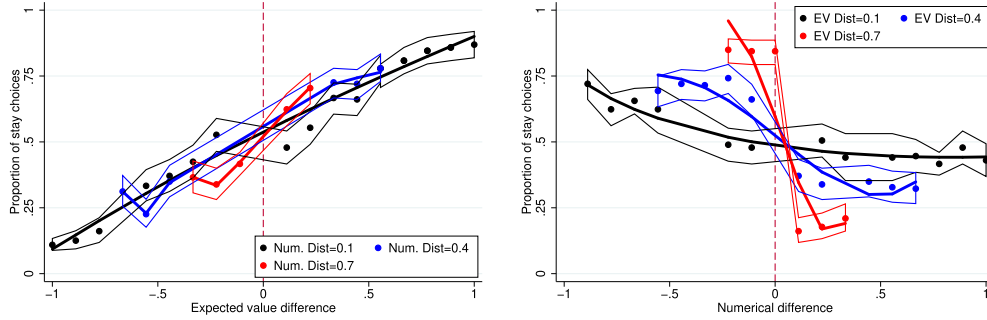 Proportion of stay choices
1
.75
.5
.25
0
-1
-.5
0
.5
1
Expected value difference
Num. Dist=0.1
Num. Dist=0.4
Num. Dist=0.7
Proportion of stay choices
1
.75
.5
.25
0
-1
-.5
0
.5
1
Numerical difference
EV Dist=0.1
EV Dist=0.4
EV Dist=0.7